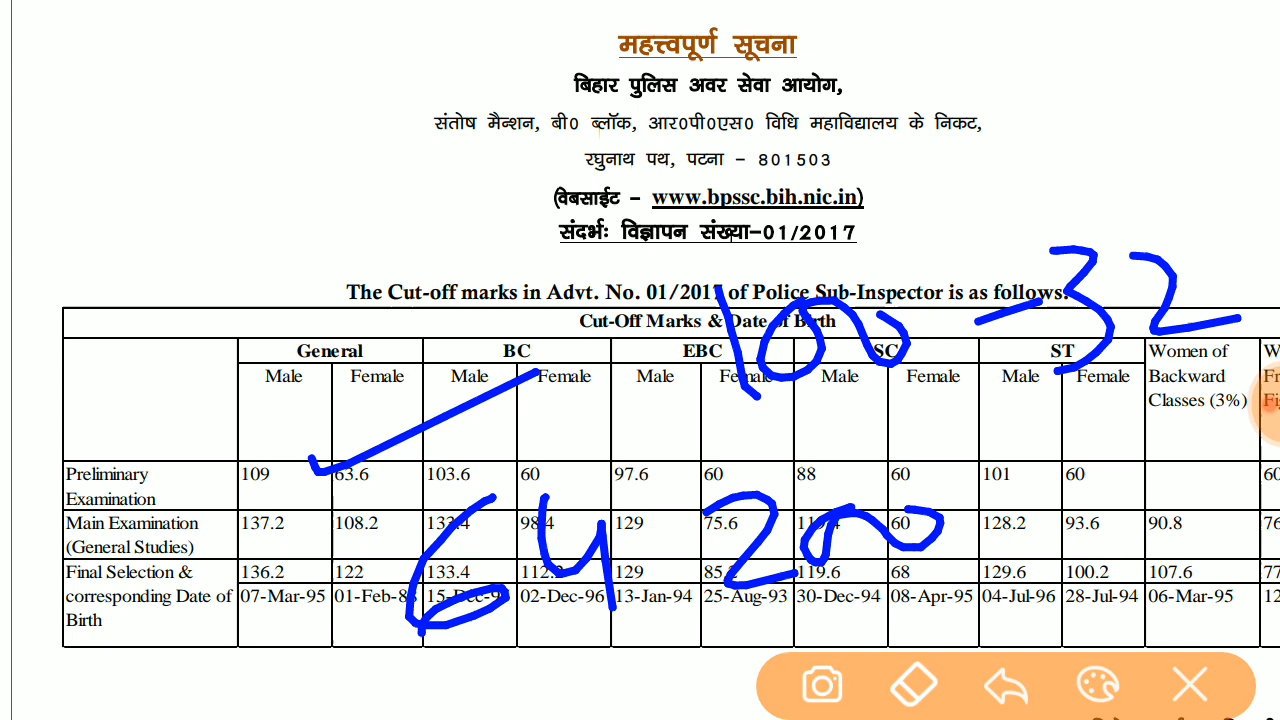 महत्त्वपूर्ण सूचना
बिहार पुलिस अवर सेवा आयोग,
संतोष मैन्शन, बी0 ब्लॉक, आर0पी0एस0 विधि महाविद्यालय के निकट,
रघुनाथ पथ, पटना – 801503
(वेबसाईट – www.bpssc.bih.nic.in)
संदर्भः विज्ञापन संख्या-01/2017
The Cut-off marks in Advt. No. 01/2017 of Police Sub-Inspector is as follows:
Cut-Off Marks & Date of Birth
1000 – 32
General BC EBC SC ST Women of
Male Female Male Female Male Female Male Female Male Female Backward
Classes (3%)
Preliminary 109 63.6 103.6 60 97.6 60 88 60 101 60 60
Examination
Main Examination 137.2 108.2 133.4 98.4 129 75.6 60 128.2 93.6 90.8 76
(General Studies)
64 200
Final Selection & 136.2 122 133.4 129 119.6 68 129.6 100.2 107.6 77
corresponding Date of 07-Mar-95 13-Jan-94 25-Aug-93 30-Dec-94 08-Apr-95 04-Jul-96 28-Jul-94 06-Mar-95 12
Birth 02-Dec-96